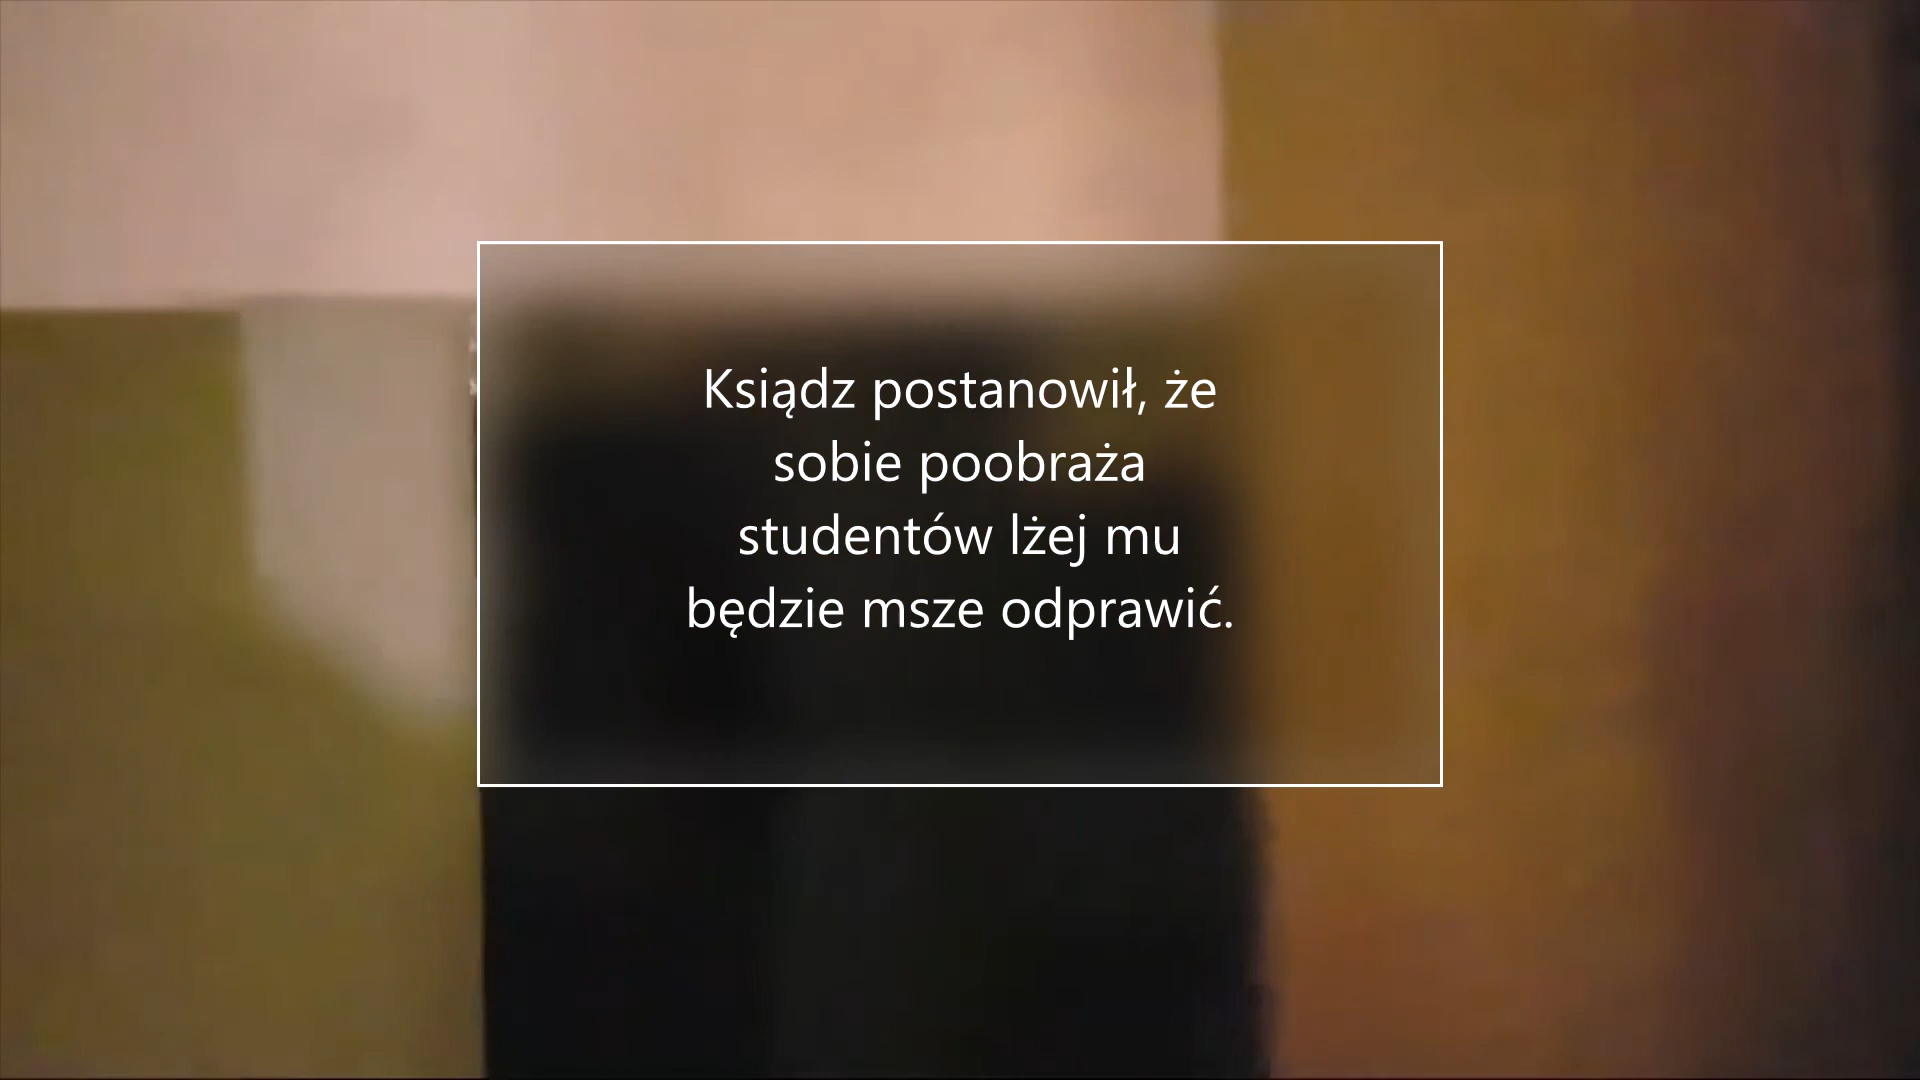 Ksiądz postanowił, że
sobie poobraża
studentów lżej mu
będzie msze odprawić.